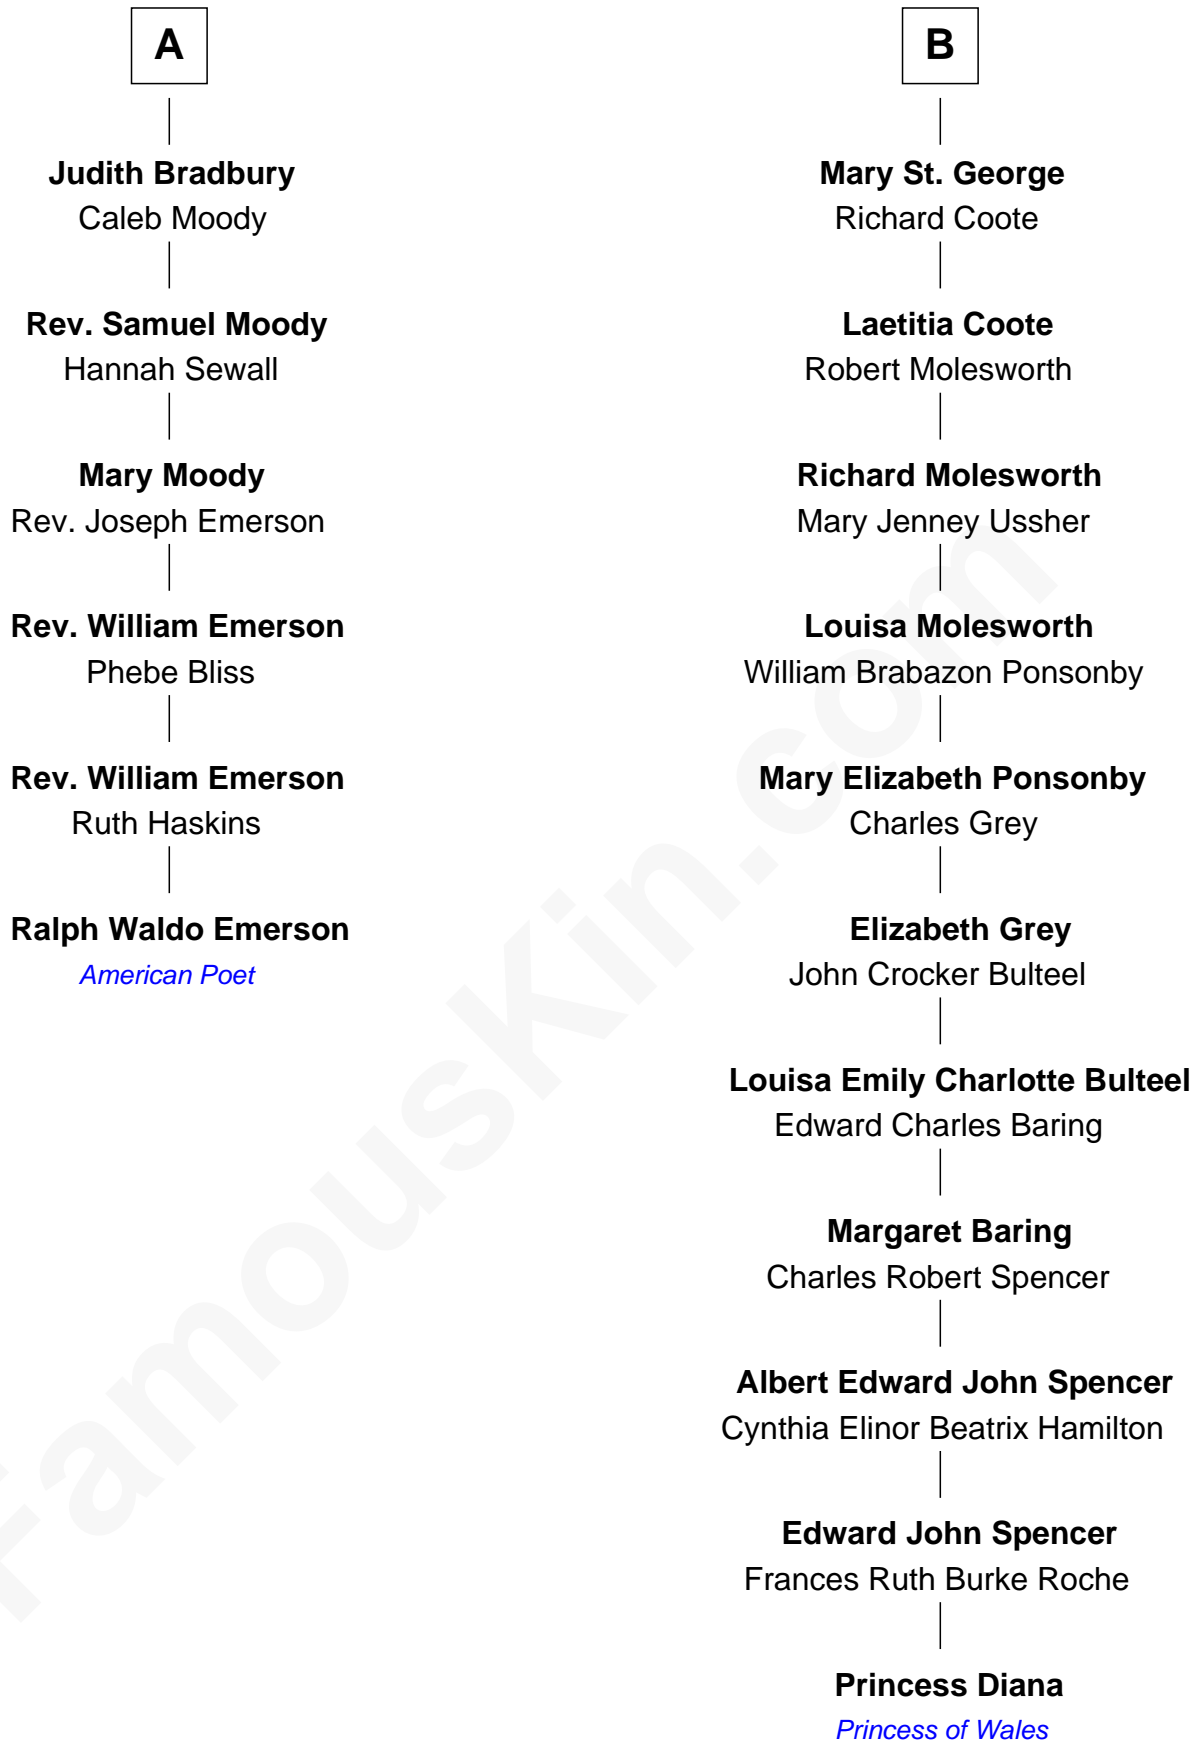 A
Judith Bradbury
Caleb Moody
Rev. Samuel Moody
Hannah Sewall
Mary Moody
Rev. Joseph Emerson
Rev. William Emerson
Phebe Bliss
Rev. William Emerson
Ruth Haskins
Ralph Waldo Emerson
American Poet
B
Mary St. George
Richard Coote
Laetitia Coote
Robert Molesworth
Richard Molesworth
Mary Jenney Ussher
Louisa Molesworth
William Brabazon Ponsonby
Mary Elizabeth Ponsonby
Charles Grey
Elizabeth Grey
John Crocker Bulteel
Louisa Emily Charlotte Bulteel
Edward Charles Baring
Margaret Baring
Charles Robert Spencer
Albert Edward John Spencer
Cynthia Elinor Beatrix Hamilton
Edward John Spencer
Frances Ruth Burke Roche
Princess Diana
Princess of Wales
FamousKin.com